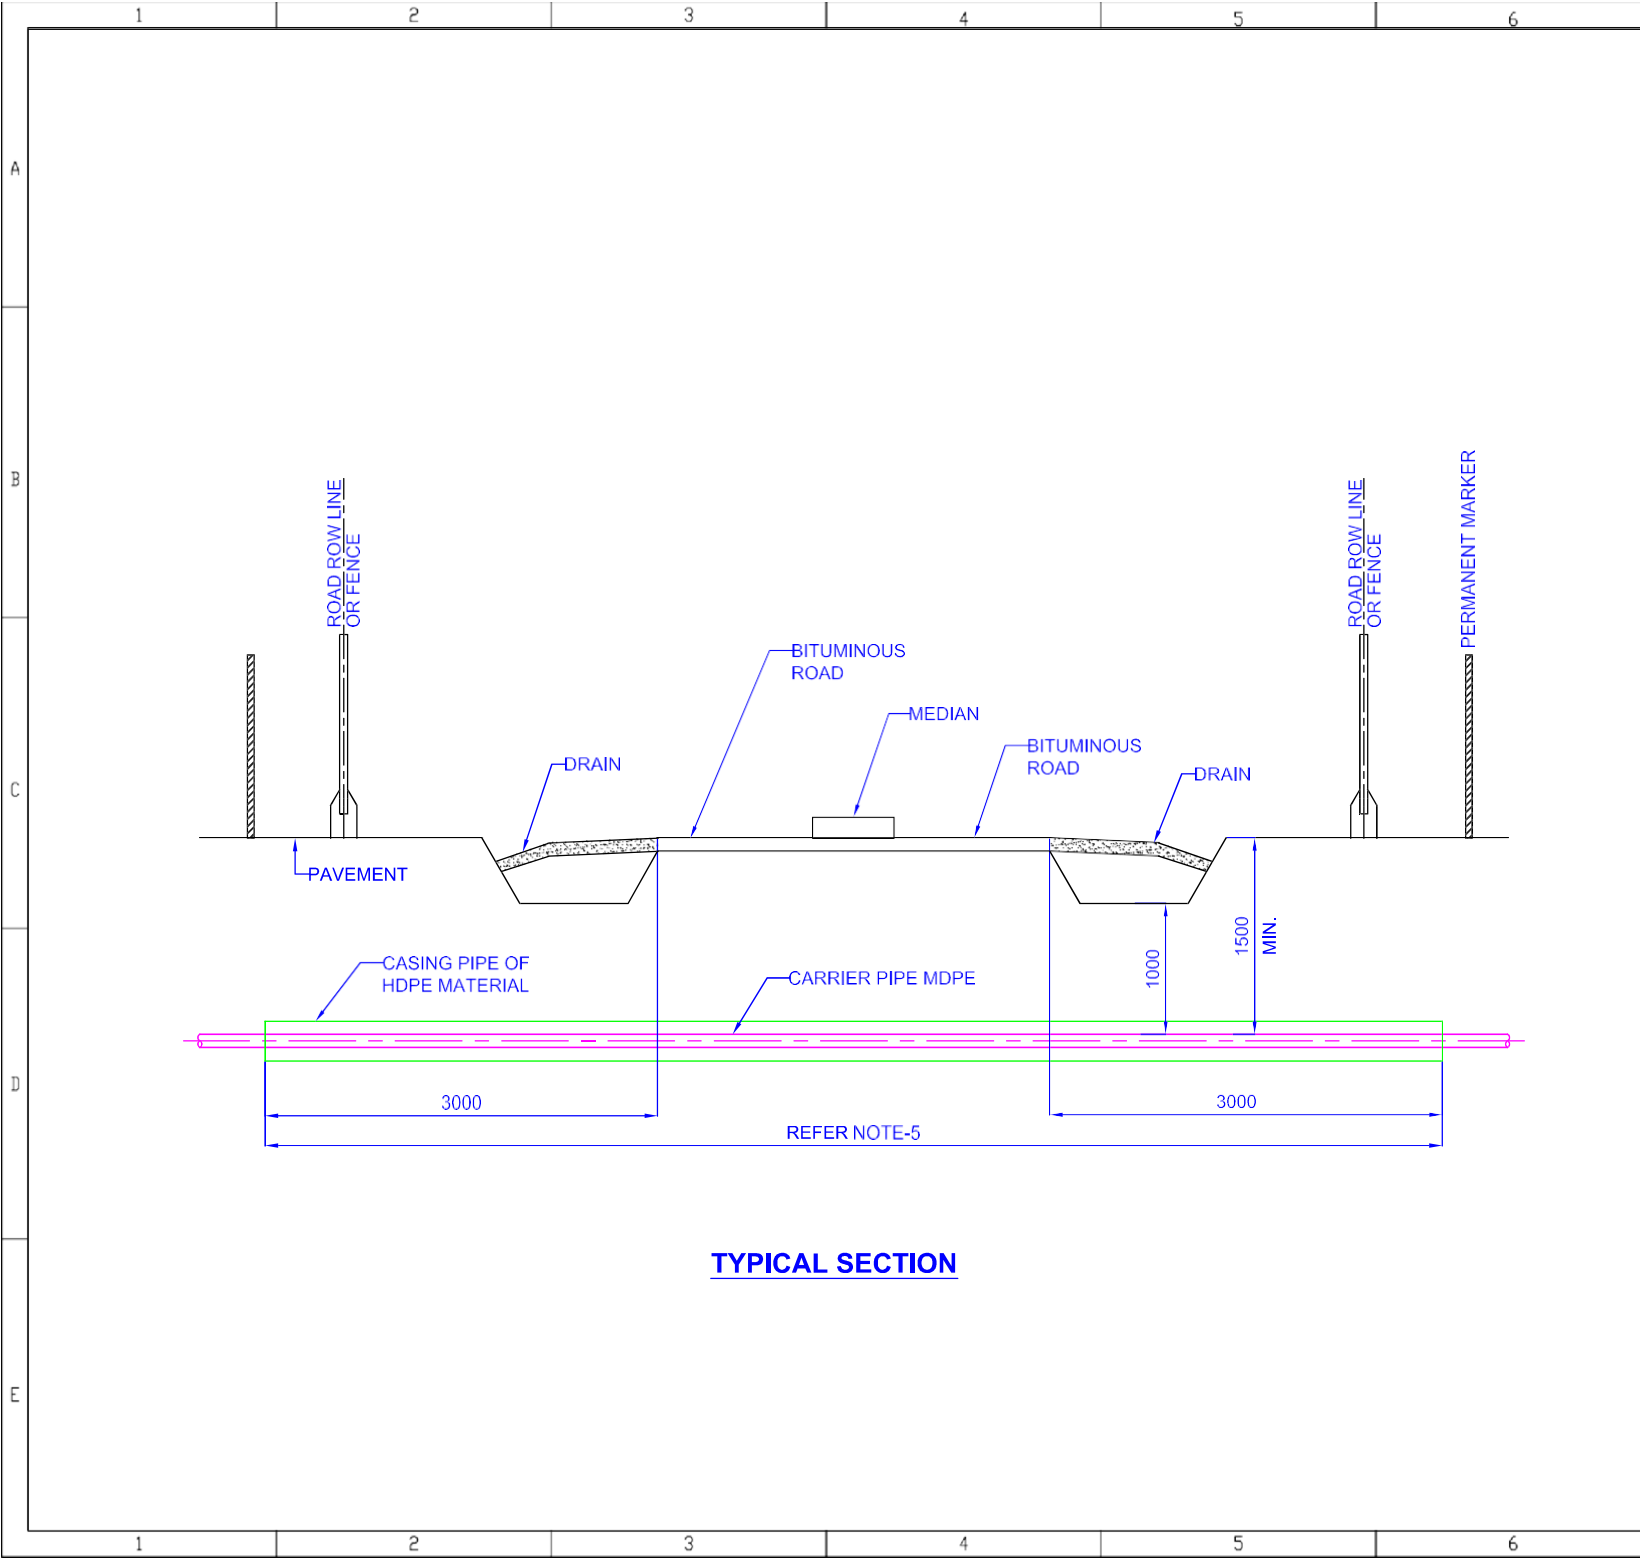 1 2 3 4 5 6
A
B
C
D
E
ROAD ROW LINE
OR FENCE
ROAD ROW LINE
OR FENCE
PERMANENT MARKER
BITUMINOUS
ROAD
MEDIAN
BITUMINOUS
ROAD
DRAIN
DRAIN
PAVEMENT
1500
MIN.
1000
CASING PIPE OF
HDPE MATERIAL
CARRIER PIPE MDPE
3000
3000
REFER NOTE-5
TYPICAL SECTION
1 2 3 4 5 6